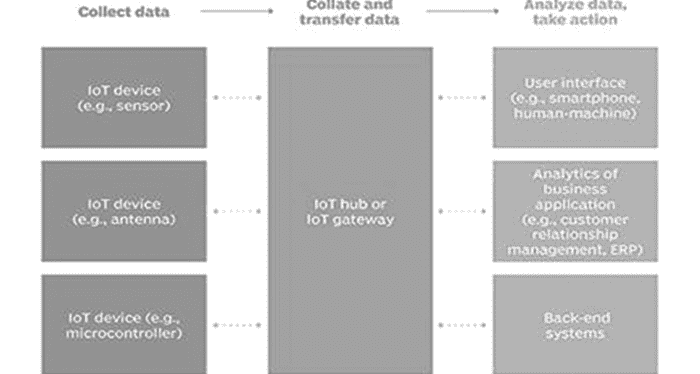 Collect data
Collate and
transfer data
Analyze data,
take action
IoT device
(e.g., sensor)
IoT device
(e.g., antenna)
IoT device (e.g.,
microcontroller)
IoT hub or
IoT gateway
User interface
(e.g., smartphone,
human-machine)
Analytics of
business
application
(e.g., customer
relationship
management, ERP)
Back-end
systems